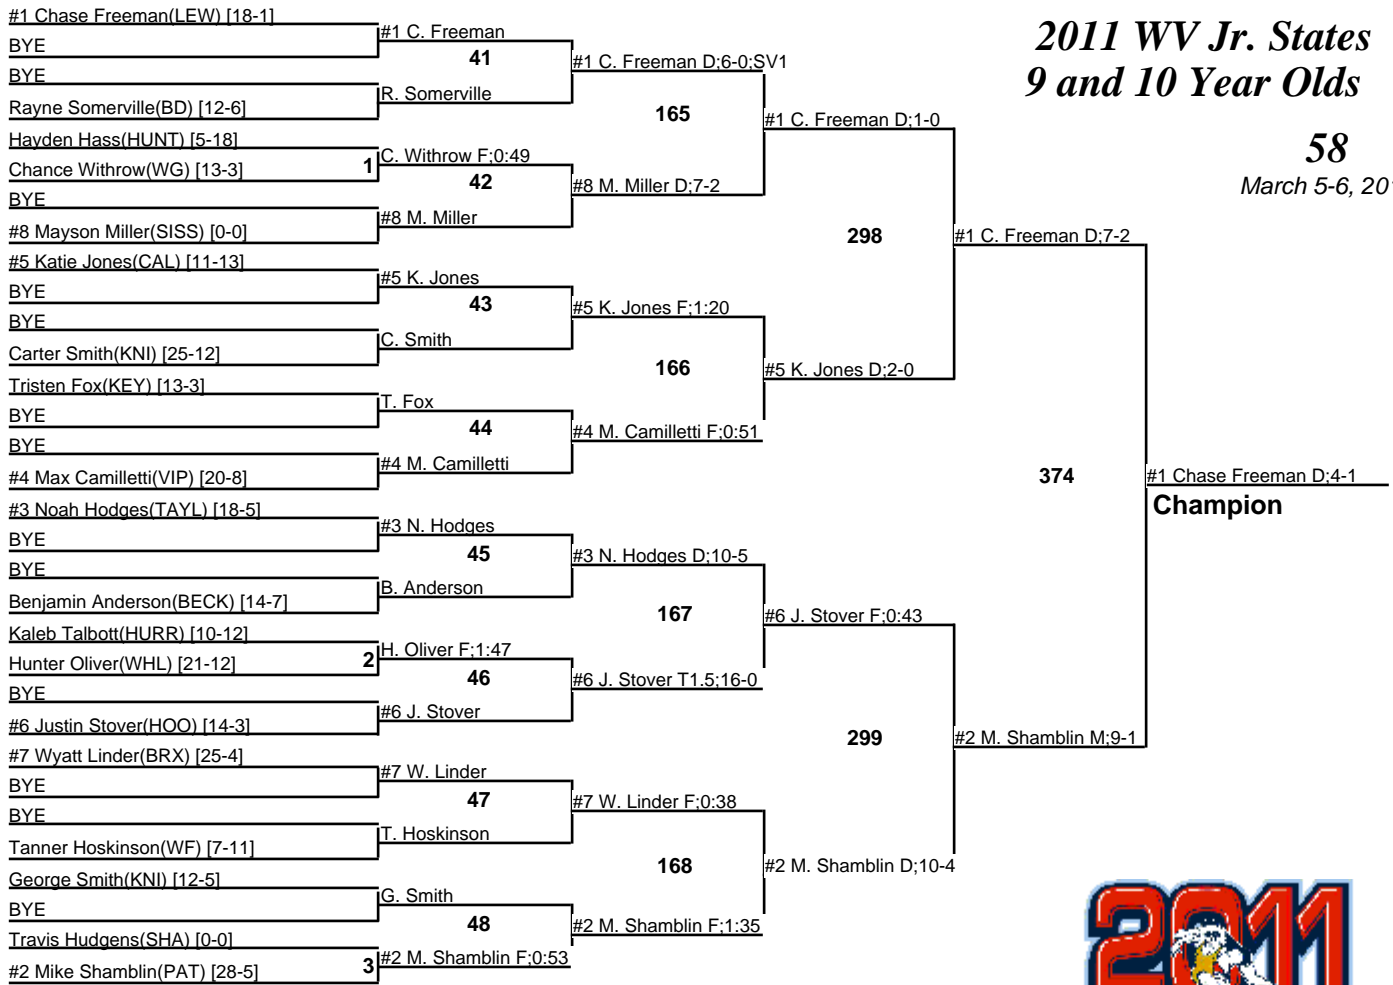 #1 Chase Freeman(LEW) [18-1]
BYE
BYE
Rayne Somerville(BD) [12-6]
Hayden Hass(HUNT) [5-18]
Chance Withrow(WG) [13-3]
BYE
#8 Mayson Miller(SISS) [0-0]
#5 Katie Jones(CAL) [11-13]
BYE
BYE
Carter Smith(KNI) [25-12]
Tristen Fox(KEY) [13-3]
BYE
BYE
#4 Max Camilletti(VIP) [20-8]
#3 Noah Hodges(TAYL) [18-5]
BYE
BYE
Benjamin Anderson(BECK) [14-7]
Kaleb Talbott(HURR) [10-12]
Hunter Oliver(WHL) [21-12]
BYE
#6 Justin Stover(HOO) [14-3]
#7 Wyatt Linder(BRX) [25-4]
BYE
BYE
Tanner Hoskinson(WF) [7-11]
George Smith(KNI) [12-5]
BYE
Travis Hudgens(SHA) [0-0]
#2 Mike Shamblin(PAT) [28-5]
1
2
3
#1 C. Freeman
41
R. Somerville
C. Withrow F;0:49
42
#8 M. Miller
#5 K. Jones
43
C. Smith
T. Fox
44
#4 M. Camilletti
#3 N. Hodges
45
B. Anderson
H. Oliver F;1:47
46
#6 J. Stover
#7 W. Linder
47
T. Hoskinson
G. Smith
48
#2 M. Shamblin F;0:53
#1 C. Freeman D;6-0;SV1
165
#8 M. Miller D;7-2
#5 K. Jones F;1:20
166
#4 M. Camilletti F;0:51
#3 N. Hodges D;10-5
167
#6 J. Stover T1.5;16-0
#7 W. Linder F;0:38
168
#2 M. Shamblin F;1:35
#1 C. Freeman D;1-0
298
#5 K. Jones D;2-0
#6 J. Stover F;0:43
299
#2 M. Shamblin D;10-4
#1 C. Freeman D;7-2
374
#2 M. Shamblin M;9-1
#1 Chase Freeman D;4-1
Champion
2011 WV Jr. States
9 and 10 Year Olds
58
March 5-6, 20
2011